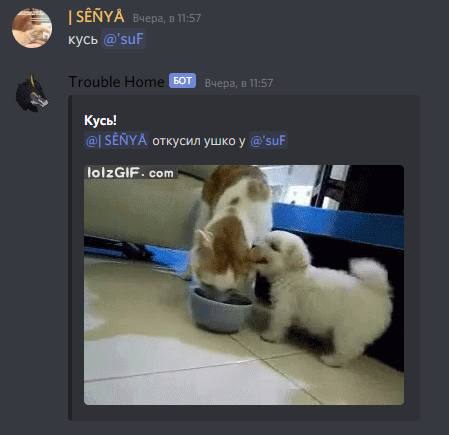 | SÊÑYÅ Вчера, в 11:57
кусь @'suF
Trouble Home БОТ Вчера, в 11:57
Кусь!
@| SÊÑYÅ откусил ушко у @'suF
lolzGIF.com